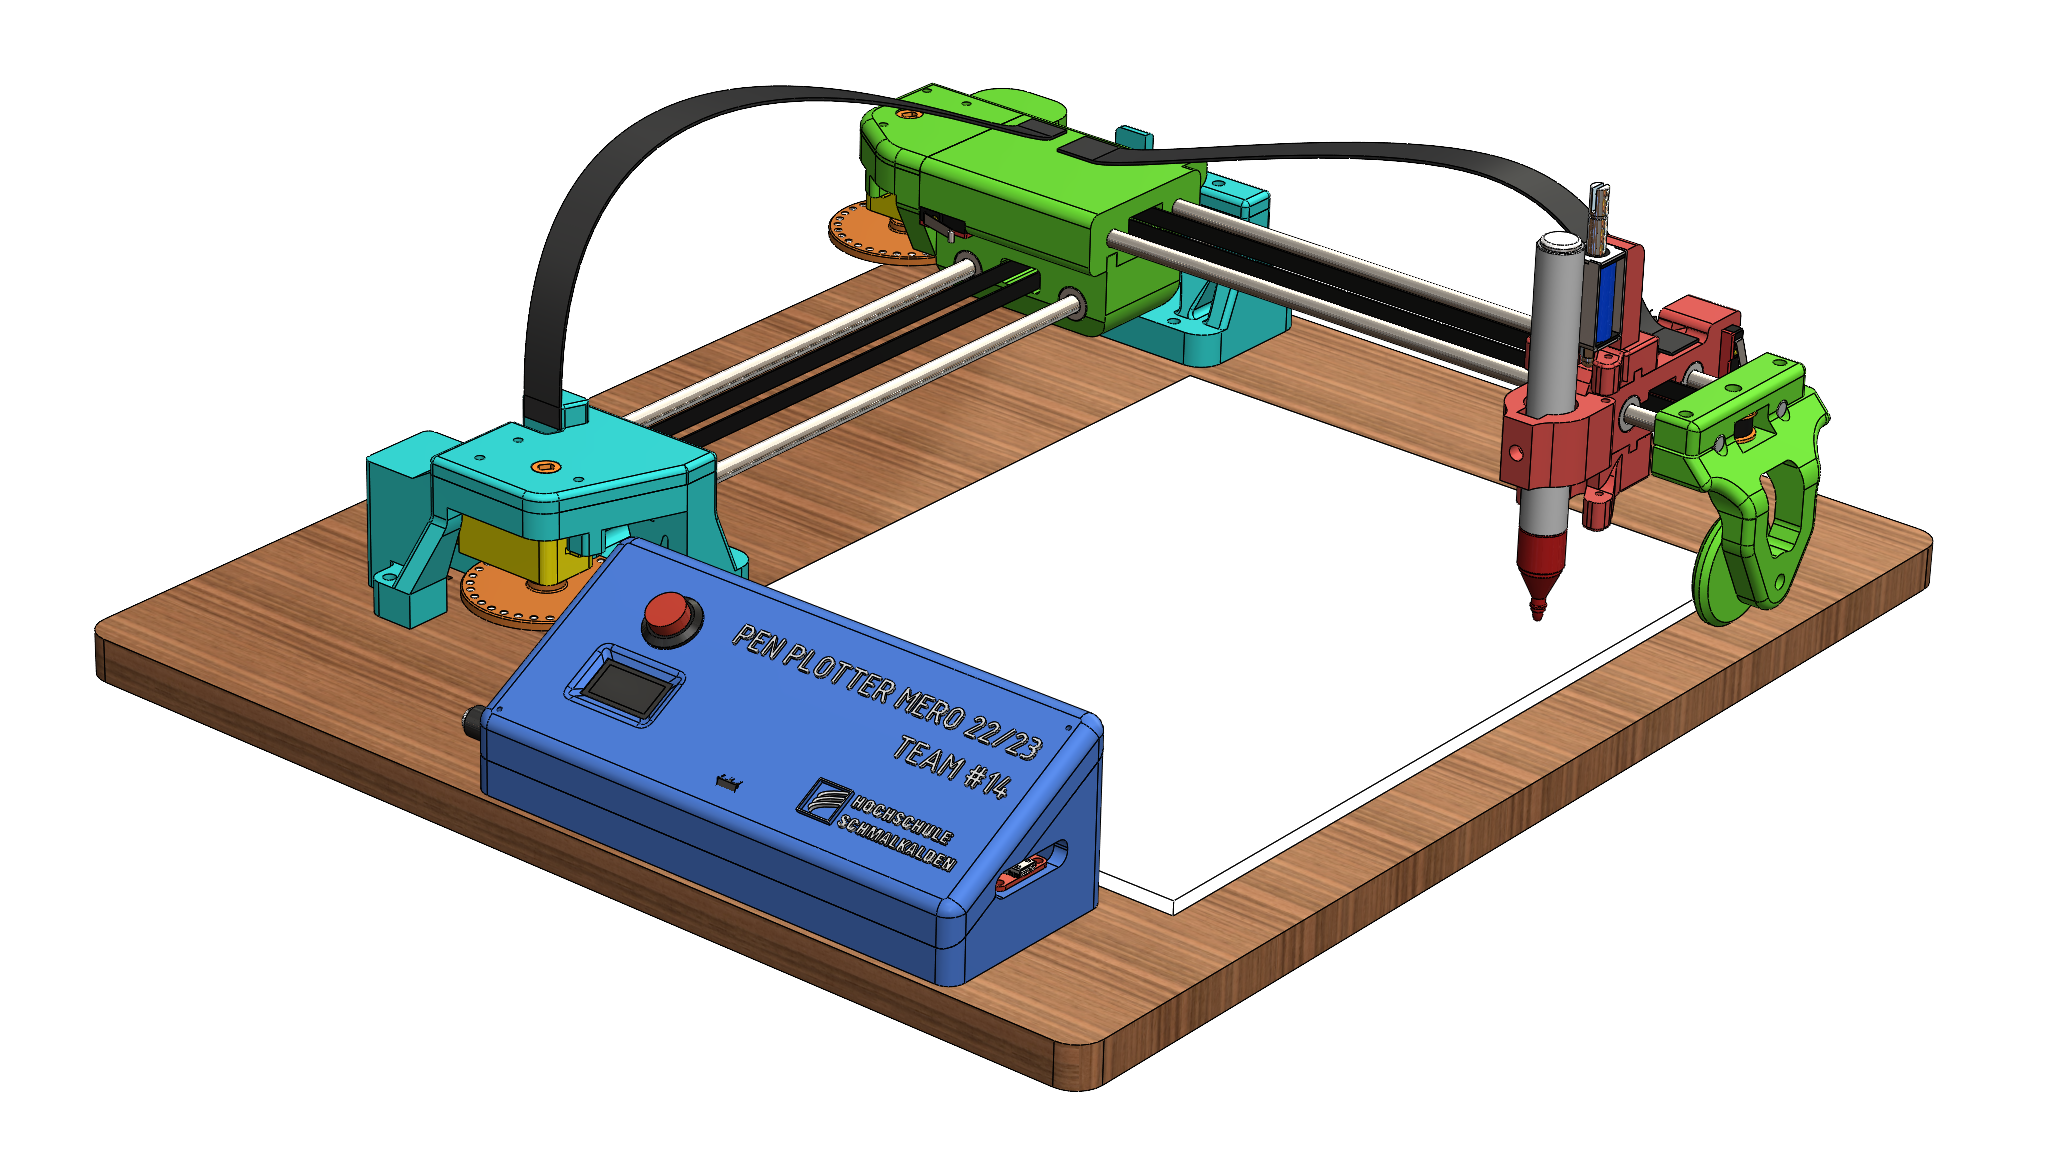 PEN PLOTTER MERO 22/23
TEAM #14
HOCHSCHULE
SCHMALKALDEN